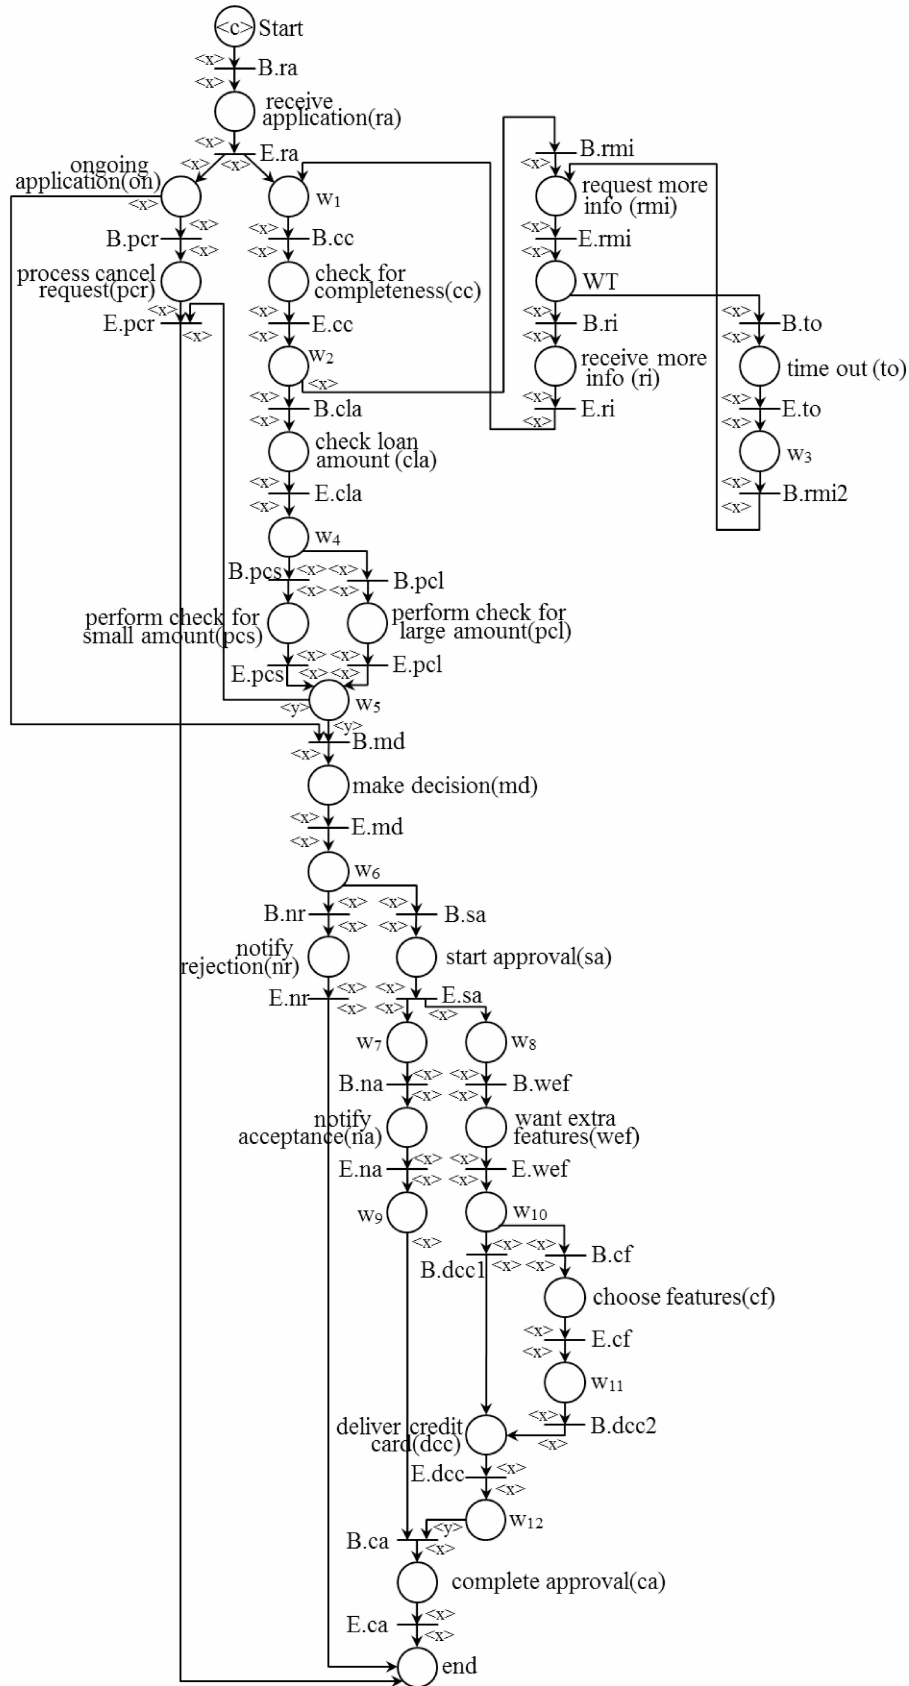 <c> Start
<x>
B.ra
<x>
receive
application(ra)
<x>
E.ra
<x> <x>
ongoing
application(on)
<x>
w1
B.rmi
<x>
request more
info (rmi)
<x> <x>
B.pcr B.cc
<x> <x>
<x>
E.rmi
<x>
process cancel
request(pcr)
check for
completeness(cc)
WT
<x> <x>
E.pcr E.cc
<x> <x>
<x> <x>
B.ri B.to
<x> <x>
w2
<x>
receive more
info (ri)
time out (to)
<x>
B.cla
<x>
<x> <x>
E.ri E.to
<x> <x>
check loan
amount (cla)
w3
<x>
E.cla
<x>
<x>
B.rmi2
<x>
w4
B.pcs <x> <x> B.pcl
<x> <x>
perform check for
small amount(pcs)
perform check for
large amount(pcl)
<x> <x>
E.pcs E.pcl
<x> <x>
<y> w5
<y>
B.md
<x>
make decision(md)
<x>
E.md
<x>
w6
<x> <x>
B.nr B.sa
<x> <x>
notify
rejection(nr)
start approval(sa)
<x> <x>
E.nr E.sa
<x> <x> <x>
w7 w8
<x> <x>
B.na B.wef
<x> <x>
notify
acceptance(na)
want extra
features(wef)
<x> <x>
E.na E.wef
<x> <x>
w9 w10
<x>
<x> <x>
B.dcc1 B.cf
<x> <x>
choose features(cf)
<x>
E.cf
<x>
w11
<x>
B.dcc2
<x>
deliver credit
card(dcc)
<x>
E.dcc
<x>
w12
<y>
B.ca
<x>
complete approval(ca)
<x>
E.ca
<x>
end